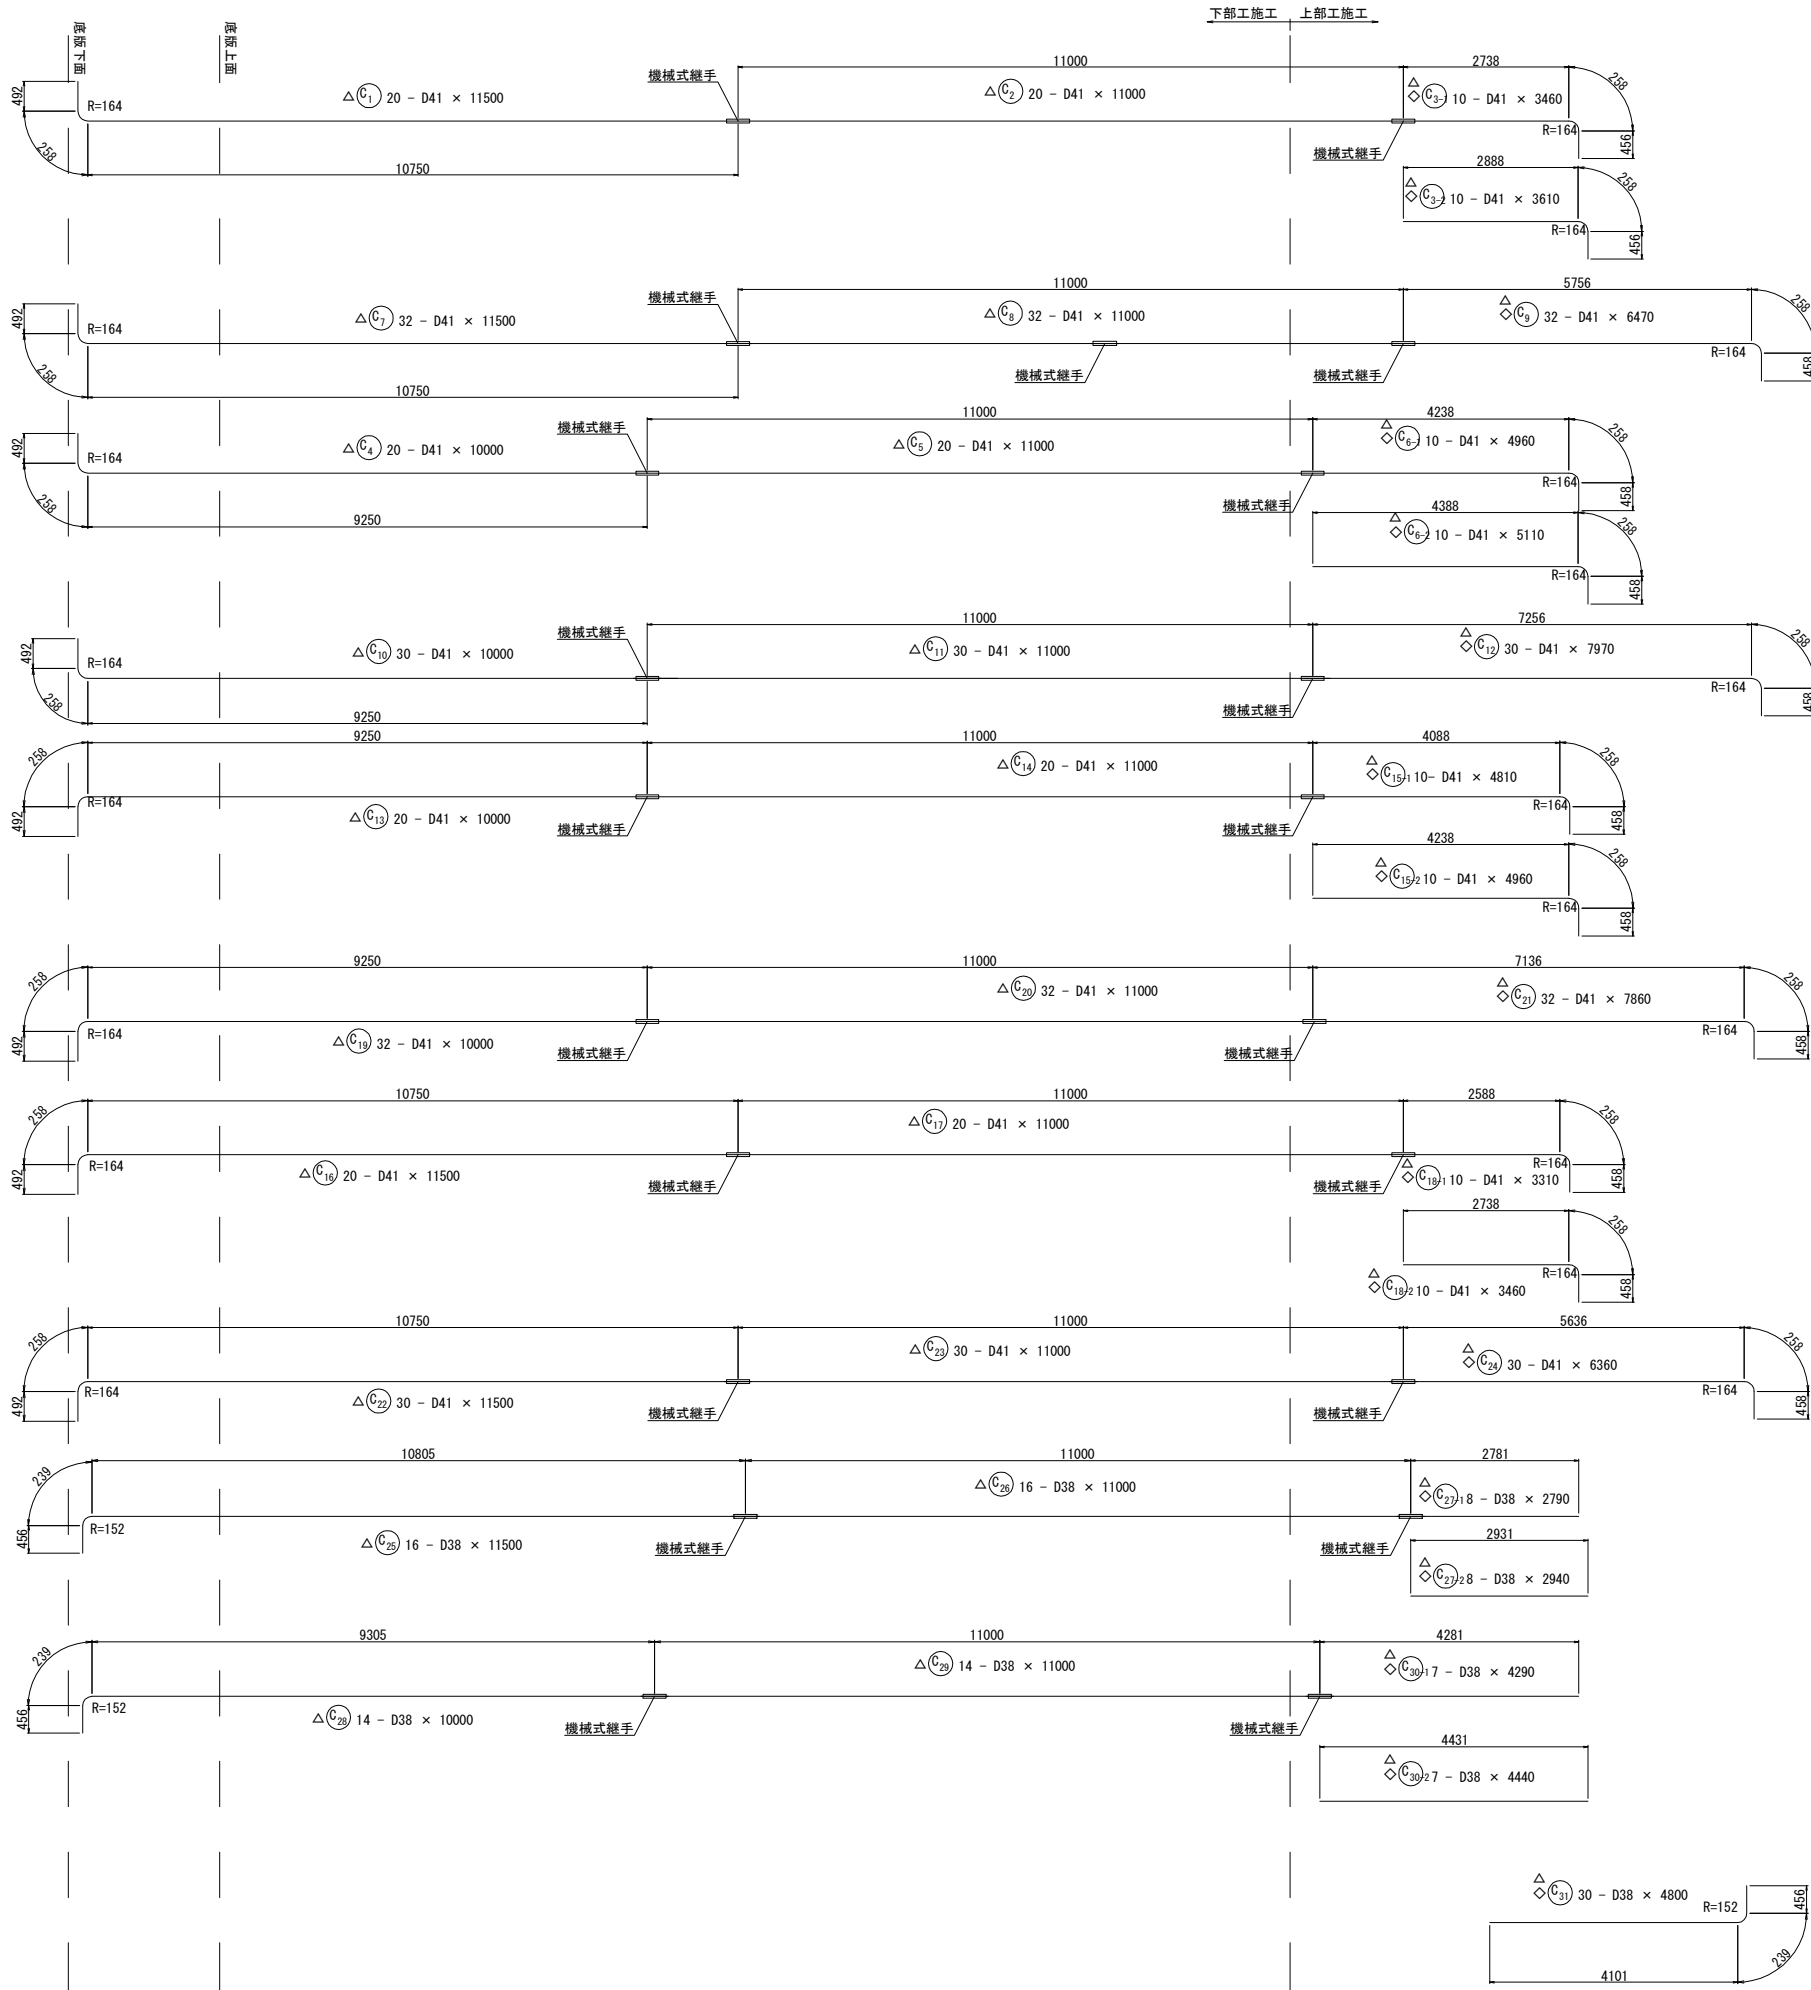 下部工施工 上部工施工
底版下面
底版上面
機械式継手
11000
2738
258
492
R=164
△ C1 20 - D41 × 11500
△ C2 20 - D41 × 11000
△
◇ C3-1 10 - D41 × 3460
R=164
456
258
10750
機械式継手
2888
258
△
◇ C3-2 10 - D41 × 3610
R=164
456
11000
5756
258
機械式継手
492
R=164
△ C7 32 - D41 × 11500
△ C8 32 - D41 × 11000
△
◇ C9 32 - D41 × 6470
R=164
458
258
機械式継手
機械式継手
10750
11000
4238
258
機械式継手
492
R=164
△ C4 20 - D41 × 10000
△ C5 20 - D41 × 11000
△
◇ C6-1 10 - D41 × 4960
R=164
458
258
9250
機械式継手
4388
258
△
◇ C6-2 10 - D41 × 5110
R=164
458
11000
7256
258
機械式継手
492
R=164
△ C10 30 - D41 × 10000
△ C11 30 - D41 × 11000
△
◇ C12 30 - D41 × 7970
R=164
458
258
9250
機械式継手
258
9250
11000
4088
258
△ C14 20 - D41 × 11000
△
◇ C15-1 10- D41 × 4810
R=164
R=164
492
△ C13 20 - D41 × 10000
機械式継手
機械式継手
458
4238
258
△
◇ C15-2 10 - D41 × 4960
R=164
458
258
9250
11000
7136
258
△ C20 32 - D41 × 11000
△
◇ C21 32 - D41 × 7860
R=164
R=164
492
△ C19 32 - D41 × 10000
機械式継手
機械式継手
458
258
10750
11000
2588
258
△ C17 20 - D41 × 11000
R=164
R=164
492
△ C16 20 - D41 × 11500
機械式継手
機械式継手
△
◇ C18-1 10 - D41 × 3310
458
2738
258
R=164
△
◇ C18-2 10 - D41 × 3460
458
258
10750
11000
5636
258
△ C23 30 - D41 × 11000
△
◇ C24 30 - D41 × 6360
R=164
R=164
492
△ C22 30 - D41 × 11500
機械式継手
機械式継手
458
239
10805
11000
2781
△ C26 16 - D38 × 11000
△
◇ C27-1 8 - D38 × 2790
R=152
456
△ C25 16 - D38 × 11500
機械式継手
機械式継手
2931
△
◇ C27-2 8 - D38 × 2940
239
9305
11000
4281
△ C29 14 - D38 × 11000
△
◇ C30-1 7 - D38 × 4290
R=152
456
△ C28 14 - D38 × 10000
機械式継手
機械式継手
4431
△
◇ C30-2 7 - D38 × 4440
△
◇ C31 30 - D38 × 4800
R=152
456
239
4101